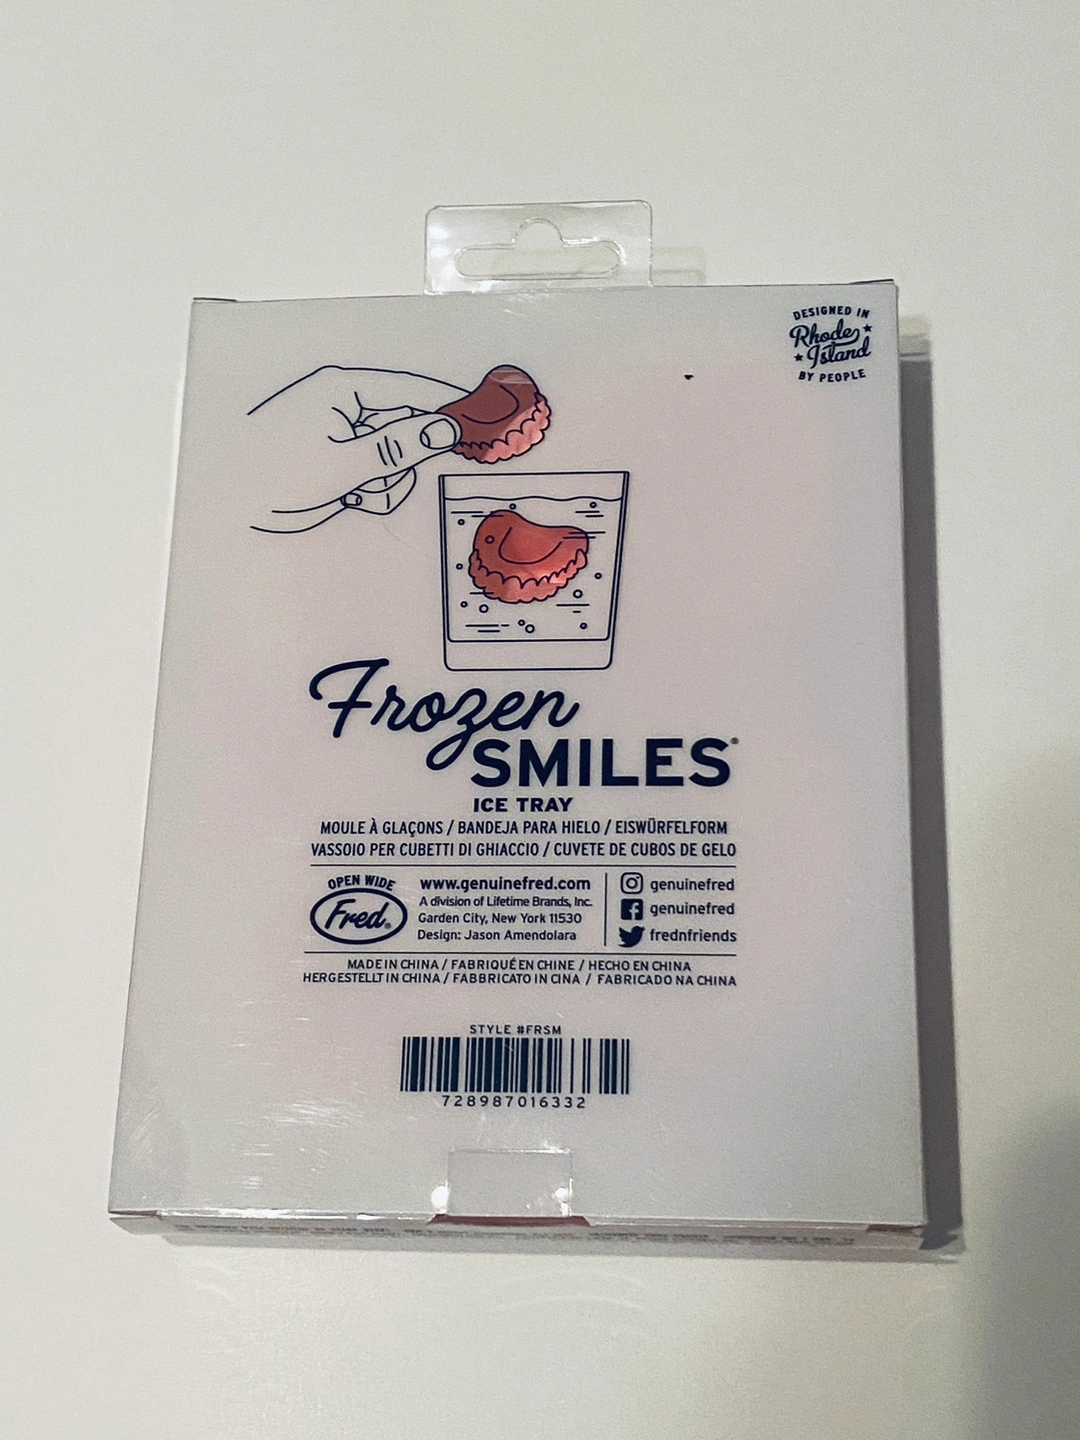 DESIGNED IN
Rhode
Island
BY PEOPLE
Frozen
SMILES®
ICE TRAY
MOULE À GLAÇONS / BANDEJA PARA HIELO / EISWÜRFELFORM
VASSOIO PER CUBETTI DI GHIACCIO / CUVETE DE CUBOS DE GELO
OPEN WIDE
Fred®
www.genuinefred.com
A division of Lifetime Brands, Inc.
Garden City, New York 11530
Design: Jason Amendolara
genuinefred
genuinefred
frednfriends
MADE IN CHINA / FABRIQUÉ EN CHINE / HECHO EN CHINA
HERGESTELLT IN CHINA / FABBRICATO IN CINA / FABRICADO NA CHINA
STYLE #FRSM
728987016332